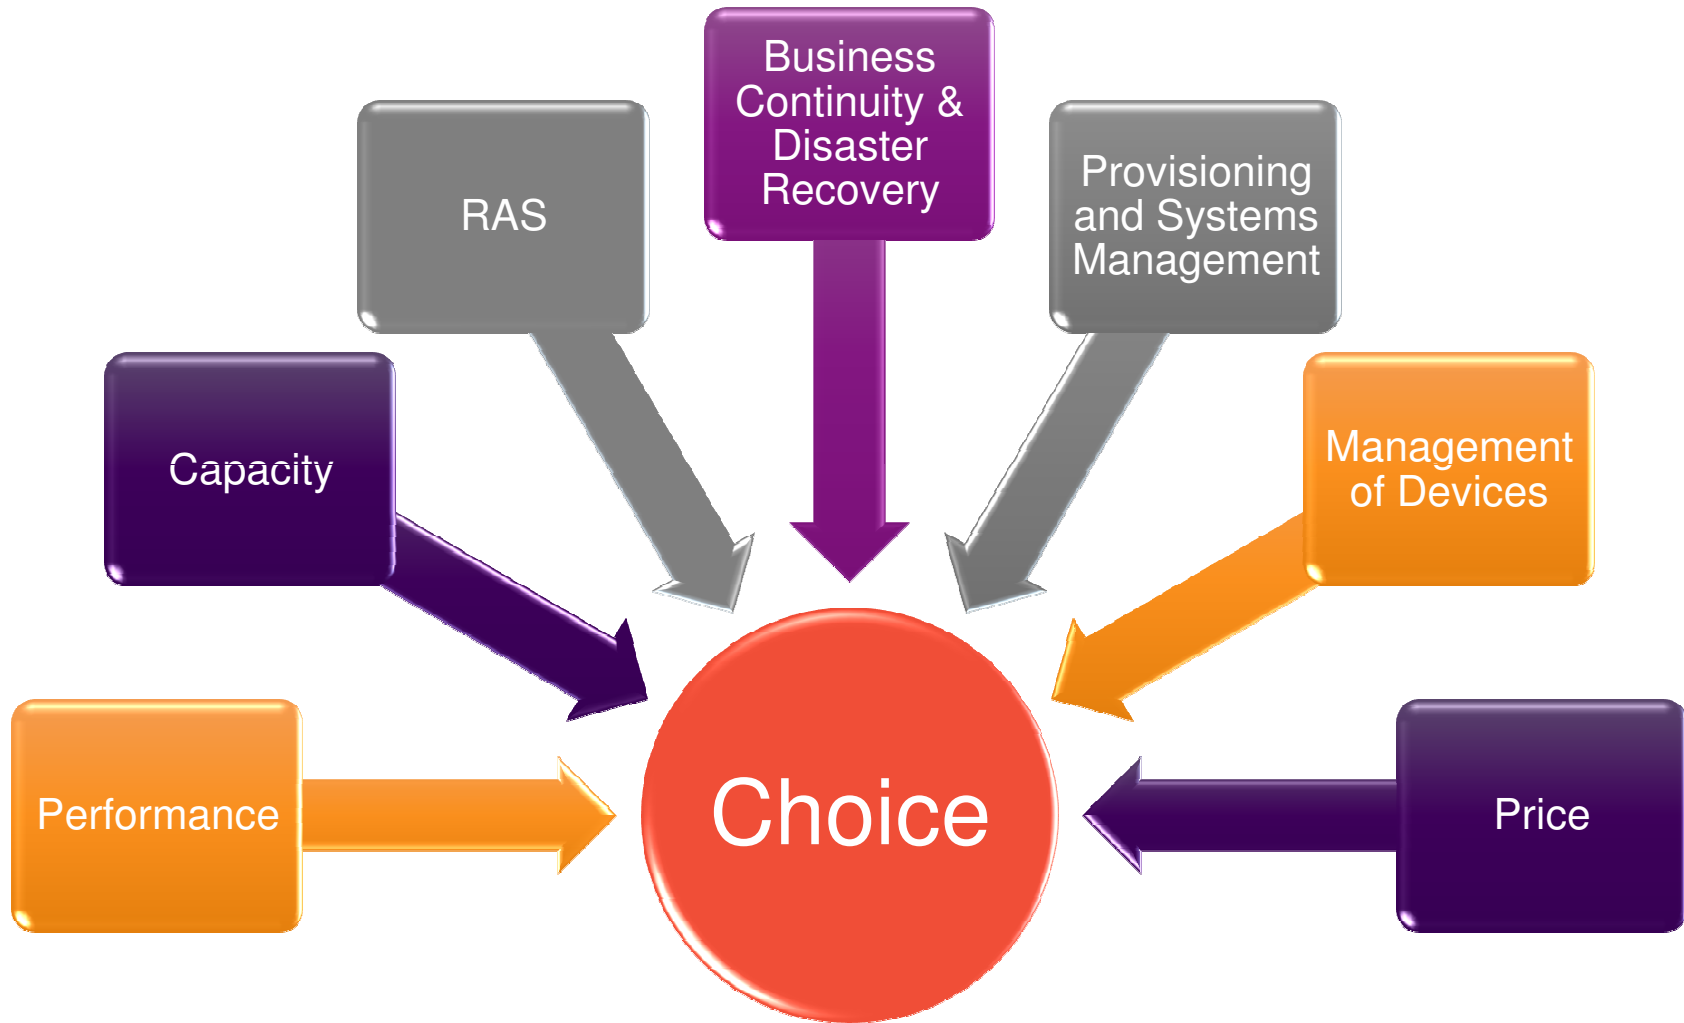 Business
Continuity &
Disaster
Recovery
RAS
Provisioning
and Systems
Management
Capacity
Management
of Devices
Performance
Choice
Price